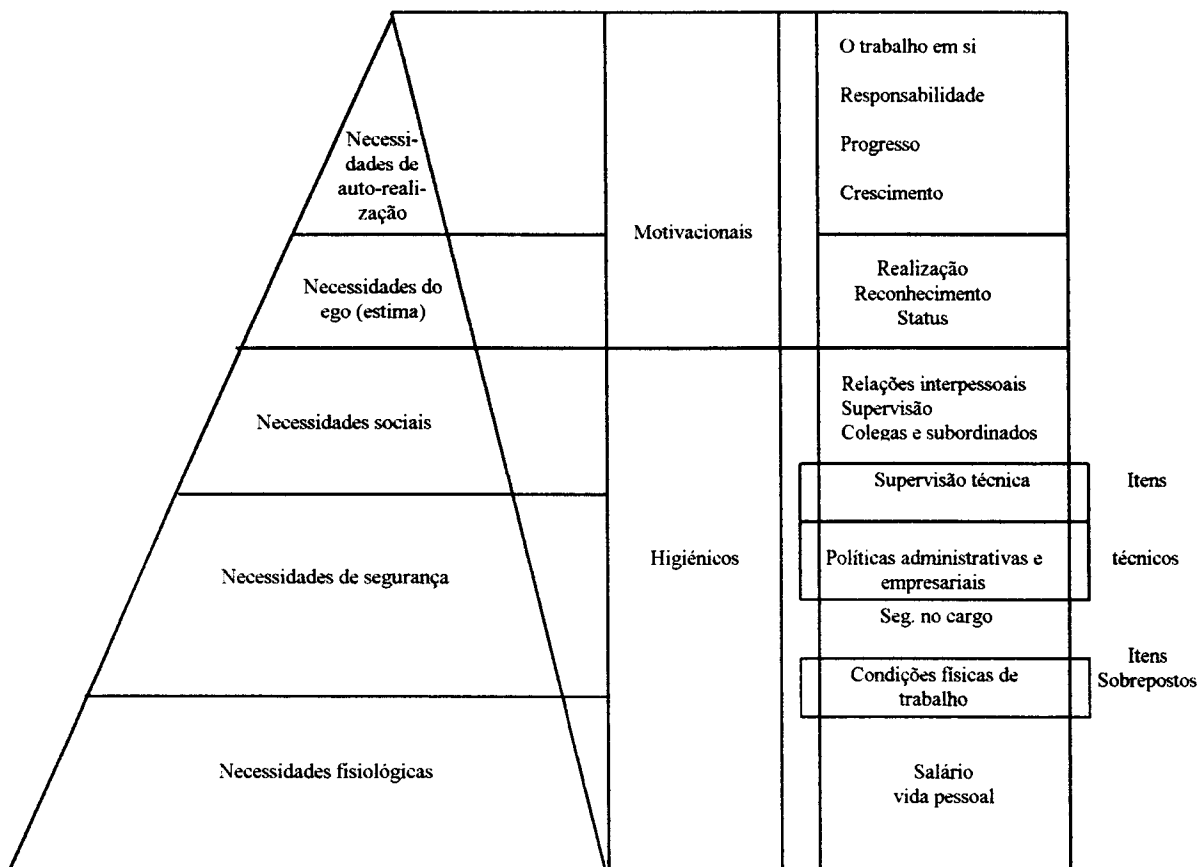 Necessi-
dades de
auto-reali-
zação
Necessidades do
ego (estima)
Necessidades sociais
Necessidades de segurança
Necessidades fisiológicas
Motivacionais
Higiénicos
O trabalho em si
Responsabilidade
Progresso
Crescimento
Realização
Reconhecimento
Status
Relações interpessoais
Supervisão
Colegas e subordinados
Supervisão técnica
Políticas administrativas e
empresariais
Seg. no cargo
Condições físicas de
trabalho
Salário
vida pessoal
Itens
técnicos
Itens
Sobrepostos